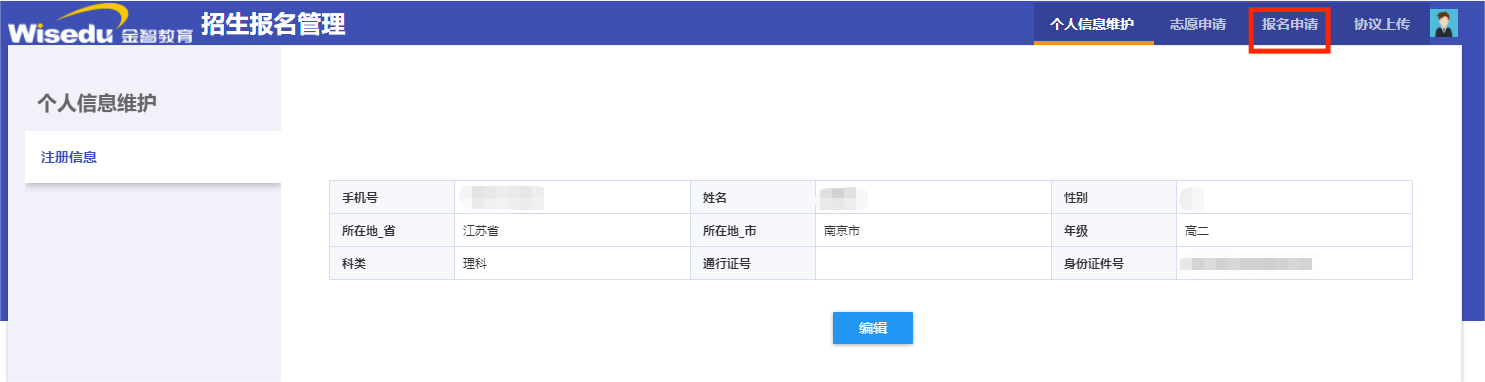 Wisedu 金智教育 招生报名管理 个人信息维护 志愿申请 报名申请 协议上传
个人信息维护
注册信息
手机号 姓名 性别
所在地_省 江苏省 所在地_市 南京市 年级 高二
科类 理科 通行证号 身份证件号
编辑